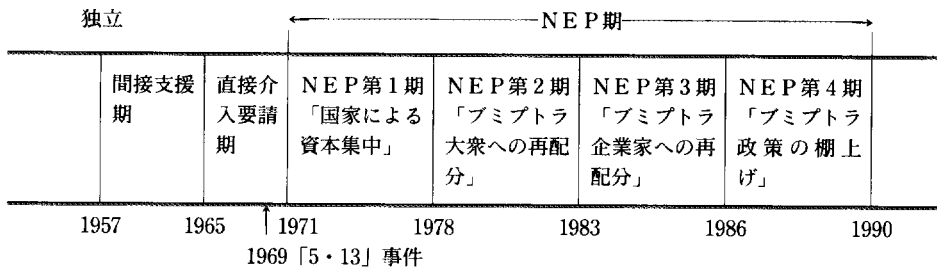 独立
NEP期
間接支援
期
直接介
入要請
期
NEP第1期
「国家による
資本集中」
NEP第2期
「ブミプトラ
大衆への再配
分」
NEP第3期
「ブミプトラ
企業家への再
配分」
NEP第4期
「ブミプトラ
政策の棚上
げ」
1957 1965 1971 1978 1983 1986 1990
1969「5・13」事件